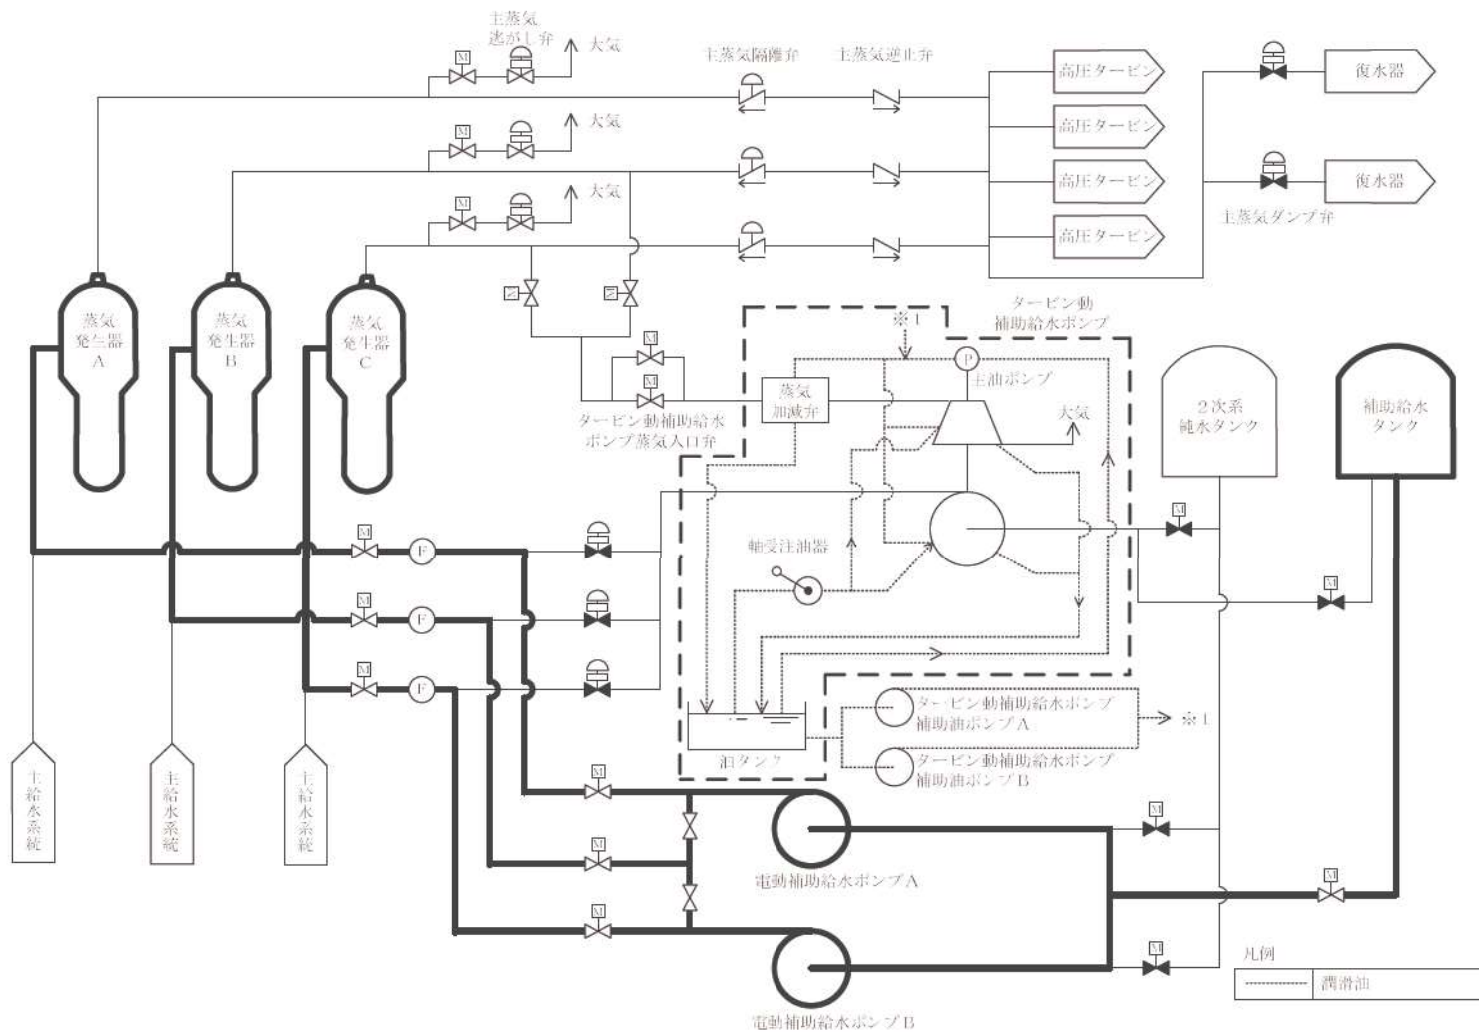 主蒸気
逃がし弁
大気
主蒸気隔離弁
主蒸気逆止弁
高圧タービン
復水器
M
大気
高圧タービン
M
大気
高圧タービン
復水器
M
主蒸気ダンプ弁
高圧タービン
M
M
タービン動
補助給水ポンプ
※1
蒸気
発生器
A
蒸気
発生器
B
蒸気
発生器
C
M
M
P
主油ポンプ
蒸気
加減弁
タービン動補助給水
ポンプ蒸気入口弁
大気
2次系
純水タンク
補助給水
タンク
M
M
F
軸受注油器
M
M
F
M
F
タービン動補助給水ポンプ
補助油ポンプA
※1
タービン動補助給水ポンプ
補助油ポンプB
油タンク
主給水系統
主給水系統
主給水系統
M
M
M
M
電動補助給水ポンプA
M
M
電動補助給水ポンプB
凡例
潤滑油